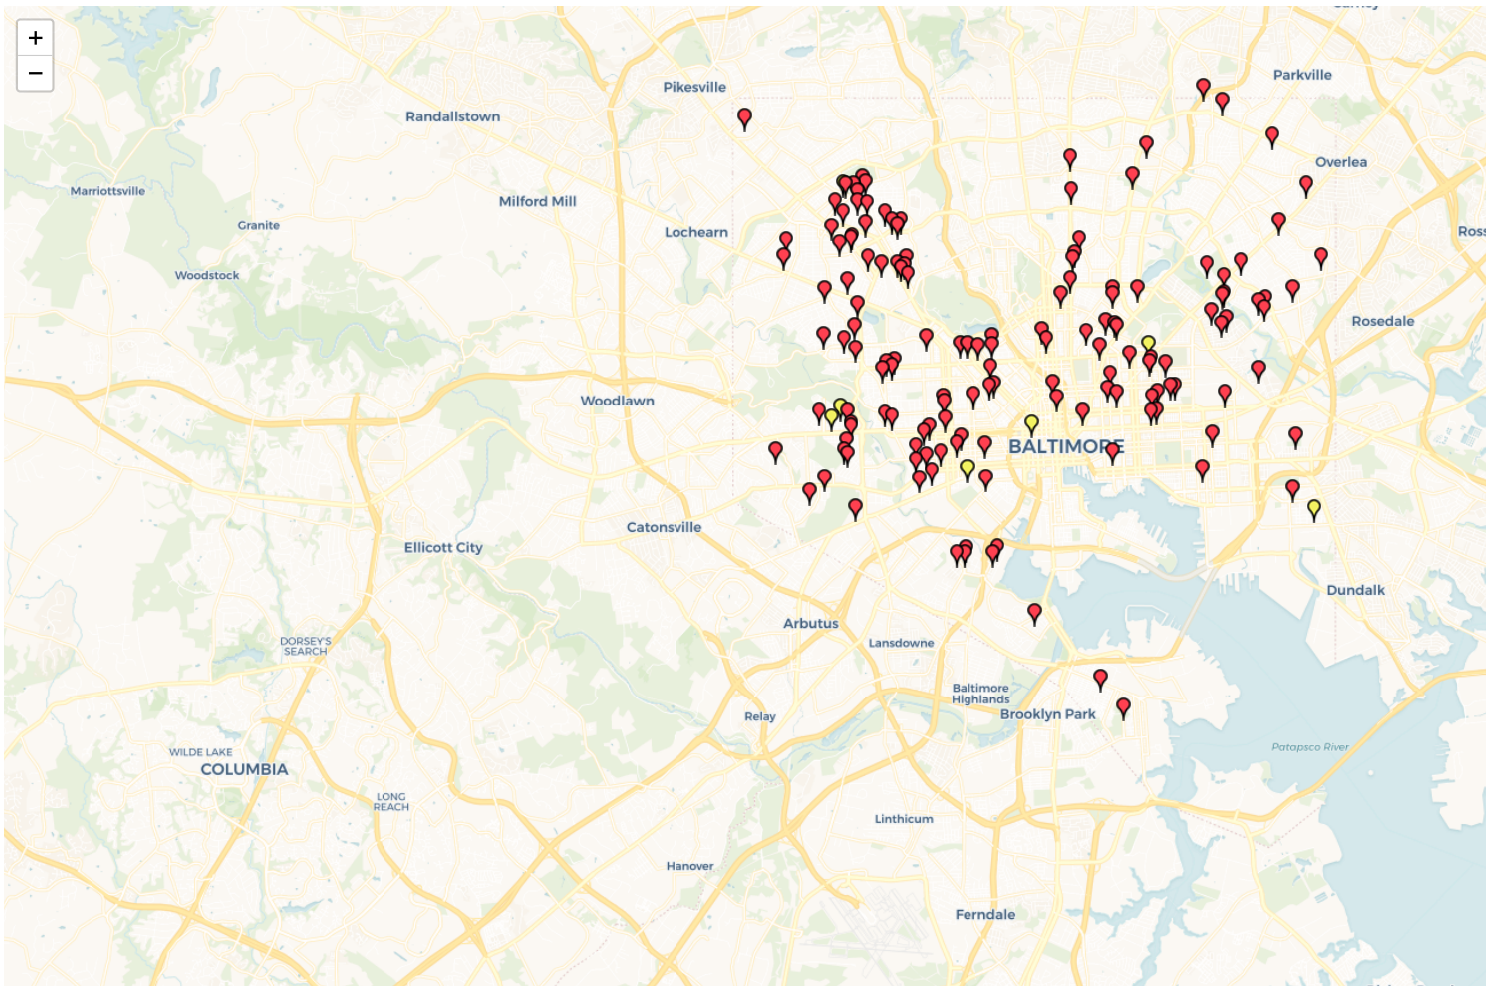 +
−
Pikesville
Parkville
Randallstown
Overlea
Marriottsville
Milford Mill
Granite
Lochearn
Woodstock
Rosedale
Woodlawn
BALTIMORE
Catonsville
Ellicott City
Dundalk
Arbutus
Lansdowne
DORSEY'S
SEARCH
Baltimore
Highlands
Brooklyn Park
Relay
Patapsco River
WILDE LAKE
COLUMBIA
LONG
REACH
Linthicum
Hanover
Ferndale